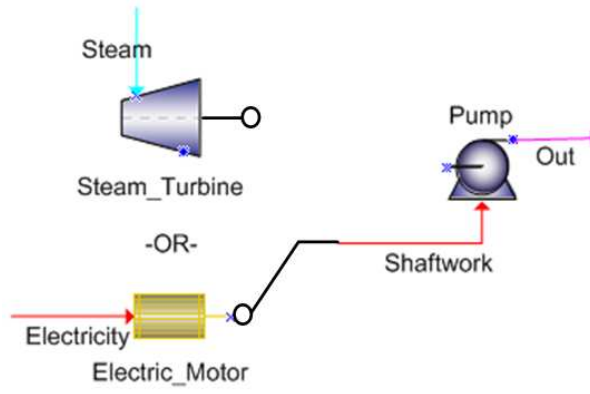 Steam
Pump
Out
Steam_Turbine
-OR-
Shaftwork
Electricity
Electric_Motor